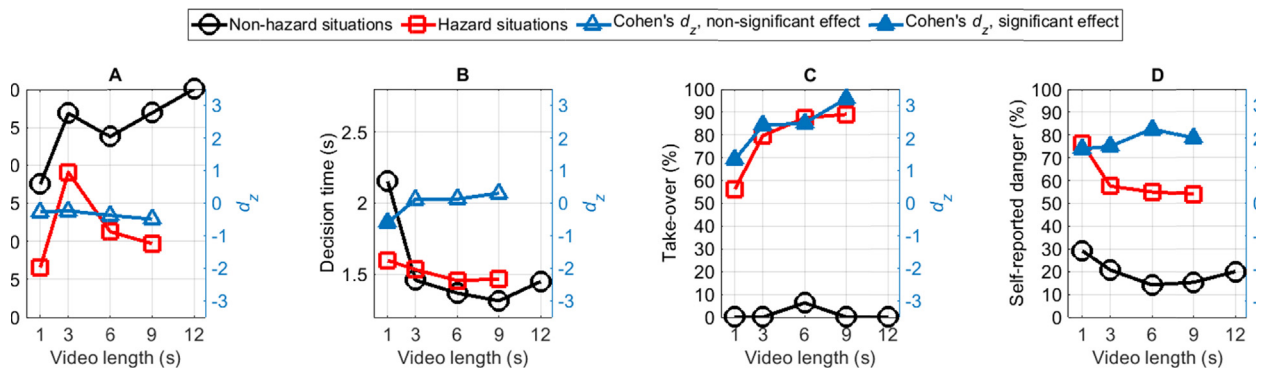 Non-hazard situations Hazard situations Cohen's dz, non-significant effect Cohen's dz, significant effect
A
0
5
0
5
0
5
0
1 3 6 9 12
Video length (s)
3
2
1
0
-1
-2
-3
dz
B
Decision time (s)
2.5
2
1.5
1 3 6 9 12
Video length (s)
3
2
1
0
-1
-2
-3
dz
C
Take-over (%)
100
90
80
70
60
50
40
30
20
10
0
1 3 6 9 12
Video length (s)
3
2
1
0
-1
-2
-3
dz
D
Self-reported danger (%)
100
90
80
70
60
50
40
30
20
10
0
1 3 6 9 12
Video length (s)